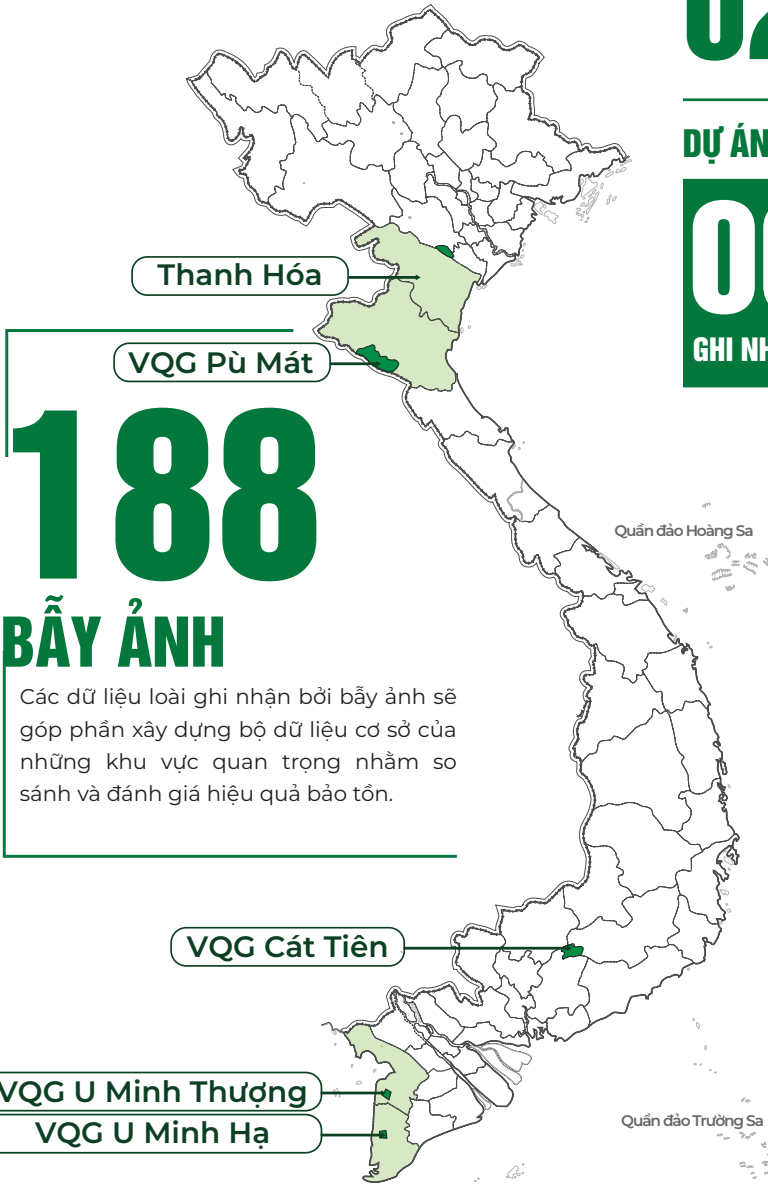 DỰ ÁN
Thanh Hóa
GHI NH
VQG Pù Mát
188
BẪY ẢNH
Các dữ liệu loài ghi nhận bởi bẫy ảnh sẽ
góp phần xây dựng bộ dữ liệu cơ sở của
những khu vực quan trọng nhằm so
sánh và đánh giá hiệu quả bảo tồn.
Quần đảo Hoàng Sa
VQG Cát Tiên
VQG U Minh Thượng
VQG U Minh Hạ
Quần đảo Trường Sa